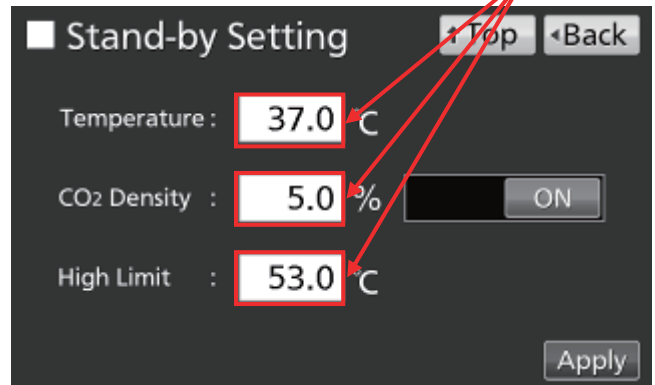 Stand-by Setting ↑Top ◂Back
Temperature : 37.0 °C
CO2 Density : 5.0 % ON
High Limit : 53.0 °C
Apply